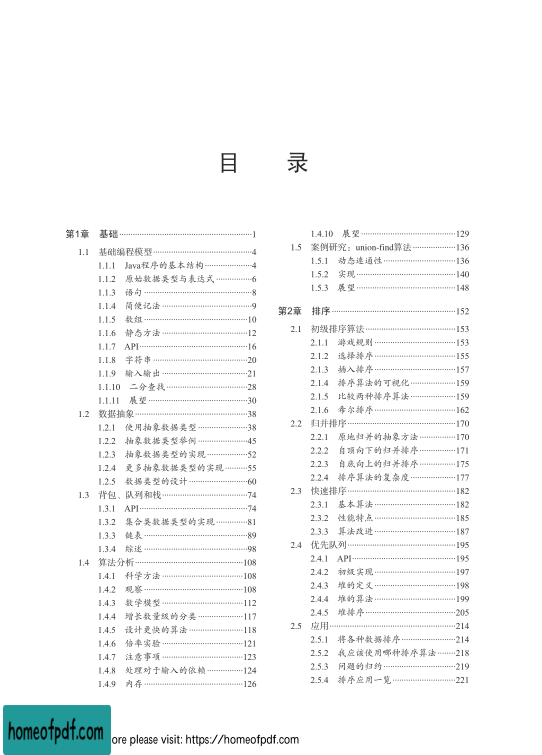 目 录
第1章 基础 1
1.1 基础编程模型 4
1.1.1 Java程序的基本结构 4
1.1.2 原始数据类型与表达式 6
1.1.3 语句 8
1.1.4 简便记法 9
1.1.5 数组 10
1.1.6 静态方法 12
1.1.7 API 16
1.1.8 字符串 20
1.1.9 输入输出 21
1.1.10 二分查找 28
1.1.11 展望 30
1.2 数据抽象 38
1.2.1 使用抽象数据类型 38
1.2.2 抽象数据类型举例 45
1.2.3 抽象数据类型的实现 52
1.2.4 更多抽象数据类型的实现 55
1.2.5 数据类型的设计 60
1.3 背包、队列和栈 74
1.3.1 API 74
1.3.2 集合类数据类型的实现 81
1.3.3 链表 89
1.3.4 综述 98
1.4 算法分析 108
1.4.1 科学方法 108
1.4.2 观察 108
1.4.3 数学模型 112
1.4.4 增长数量级的分类 117
1.4.5 设计更快的算法 118
1.4.6 倍率实验 121
1.4.7 注意事项 123
1.4.8 处理对于输入的依赖 124
1.4.9 内存 126
1.4.10 展望 129
1.5 案例研究：union-find算法 136
1.5.1 动态连通性 136
1.5.2 实现 140
1.5.3 展望 148
第2章 排序 152
2.1 初级排序算法 153
2.1.1 游戏规则 153
2.1.2 选择排序 155
2.1.3 插入排序 157
2.1.4 排序算法的可视化 159
2.1.5 比较两种排序算法 159
2.1.6 希尔排序 162
2.2 归并排序 170
2.2.1 原地归并的抽象方法 170
2.2.2 自顶向下的归并排序 171
2.2.3 自底向上的归并排序 175
2.2.4 排序算法的复杂度 177
2.3 快速排序 182
2.3.1 基本算法 182
2.3.2 性能特点 185
2.3.3 算法改进 187
2.4 优先队列 195
2.4.1 API 195
2.4.2 初级实现 197
2.4.3 堆的定义 198
2.4.4 堆的算法 199
2.4.5 堆排序 205
2.5 应用 214
2.5.1 将各种数据排序 214
2.5.2 我应该使用哪种排序算法 218
2.5.3 问题的归约 219
2.5.4 排序应用一览 221
homeofpdf.com
ore please visit: https://homeofpdf.com